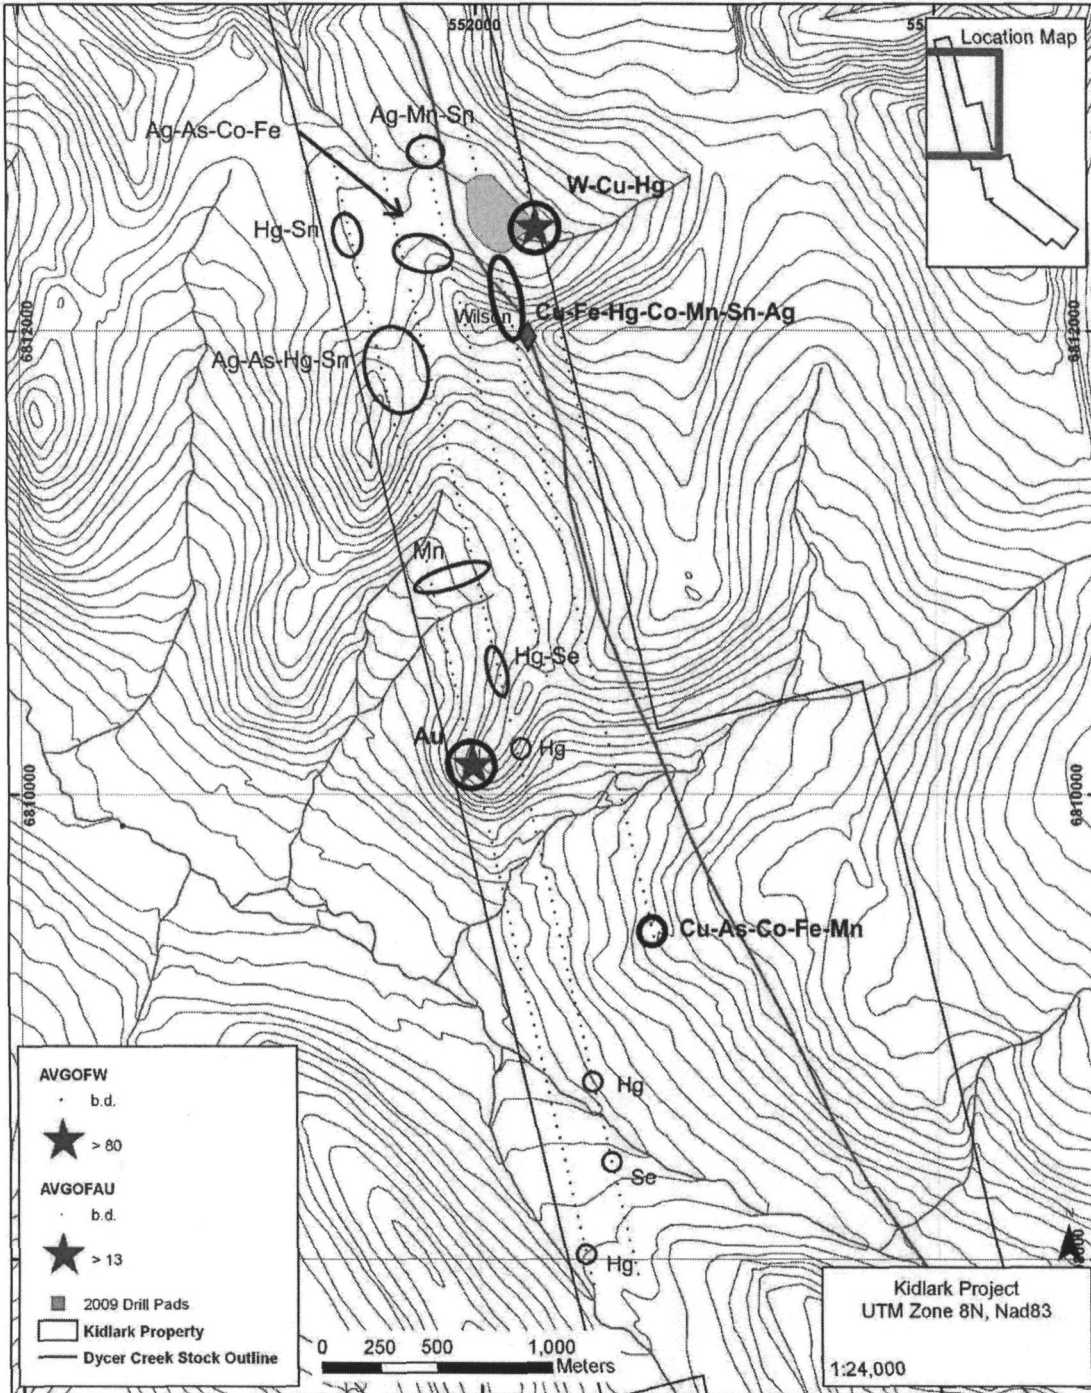 552000
55
Location Map
Ag-Mn-Sn
Ag-As-Co-Fe
W-Cu-Hg
Hg-Sn
Wilson
Cu-Fe-Hg-Co-Mn-Sn-Ag
6812000
6812000
Ag-As-Hg-Sn
Mn
Hg-Se
Au
Hg
6810000
6810000
Cu-As-Co-Fe-Mn
Hg
Se
Hg
AVGOFW
b.d.
> 80
AVGOFAU
b.d.
> 13
2009 Drill Pads
Kidlark Property
Dycer Creek Stock Outline
0 250 500 1,000
Meters
Kidlark Project
UTM Zone 8N, Nad83
1:24,000